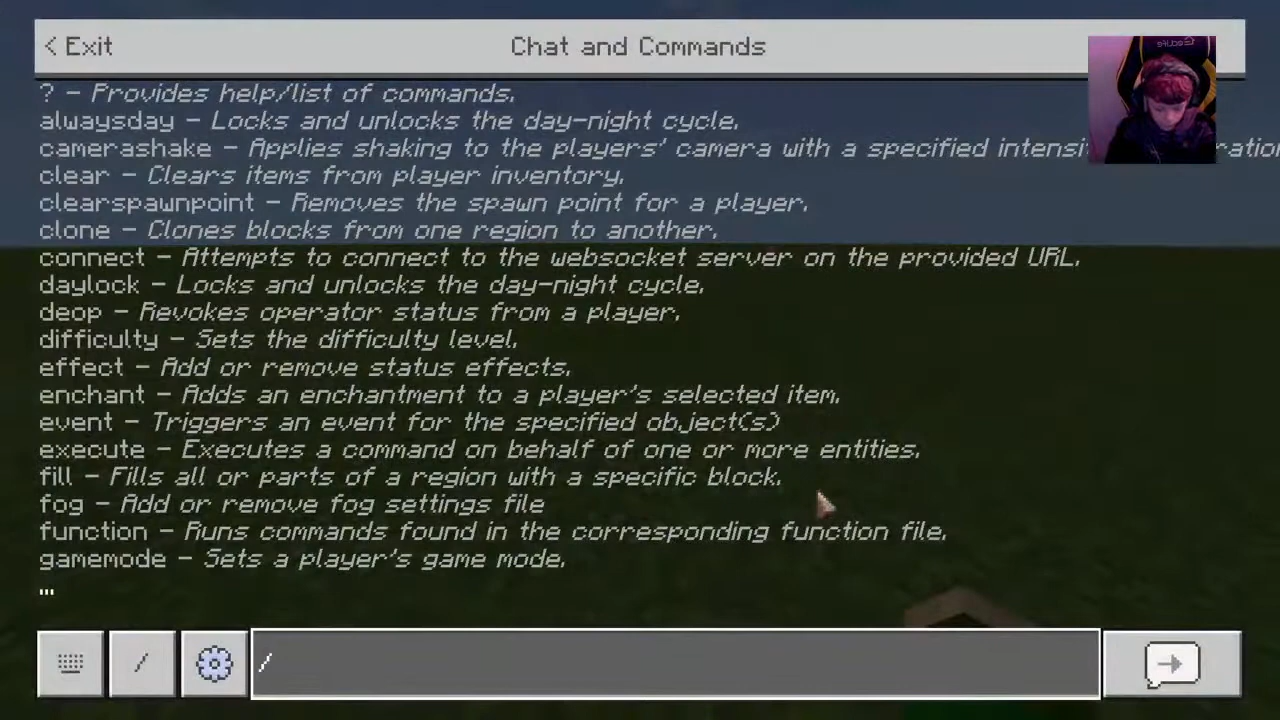 < Exit
Chat and Commands
? - Provides help/list of commands.
alwaysday - Locks and unlocks the day-night cycle.
camerashake - Applies shaking to the players' camera with a specified
clear - Clears items from player inventory.
clearspawnpoint - Removes the spawn point for a player.
clone - Clones blocks from one region to another.
connect - Attempts to connect to the websocket server on the provided URL.
daylock - Locks and unlocks the day-night cycle.
deop - Revokes operator status from a player.
difficulty - Sets the difficulty level.
effect - Add or remove status effects.
enchant - Adds an enchantment to a player's selected item.
event - Triggers an event for the specified object(s)
execute - Executes a command on behalf of one or more entities.
fill - Fills all or parts of a region with a specific block.
fog - Add or remove fog settings file
function - Runs commands found in the corresponding function file.
gamemode - Sets a player's game mode.
...
/
/